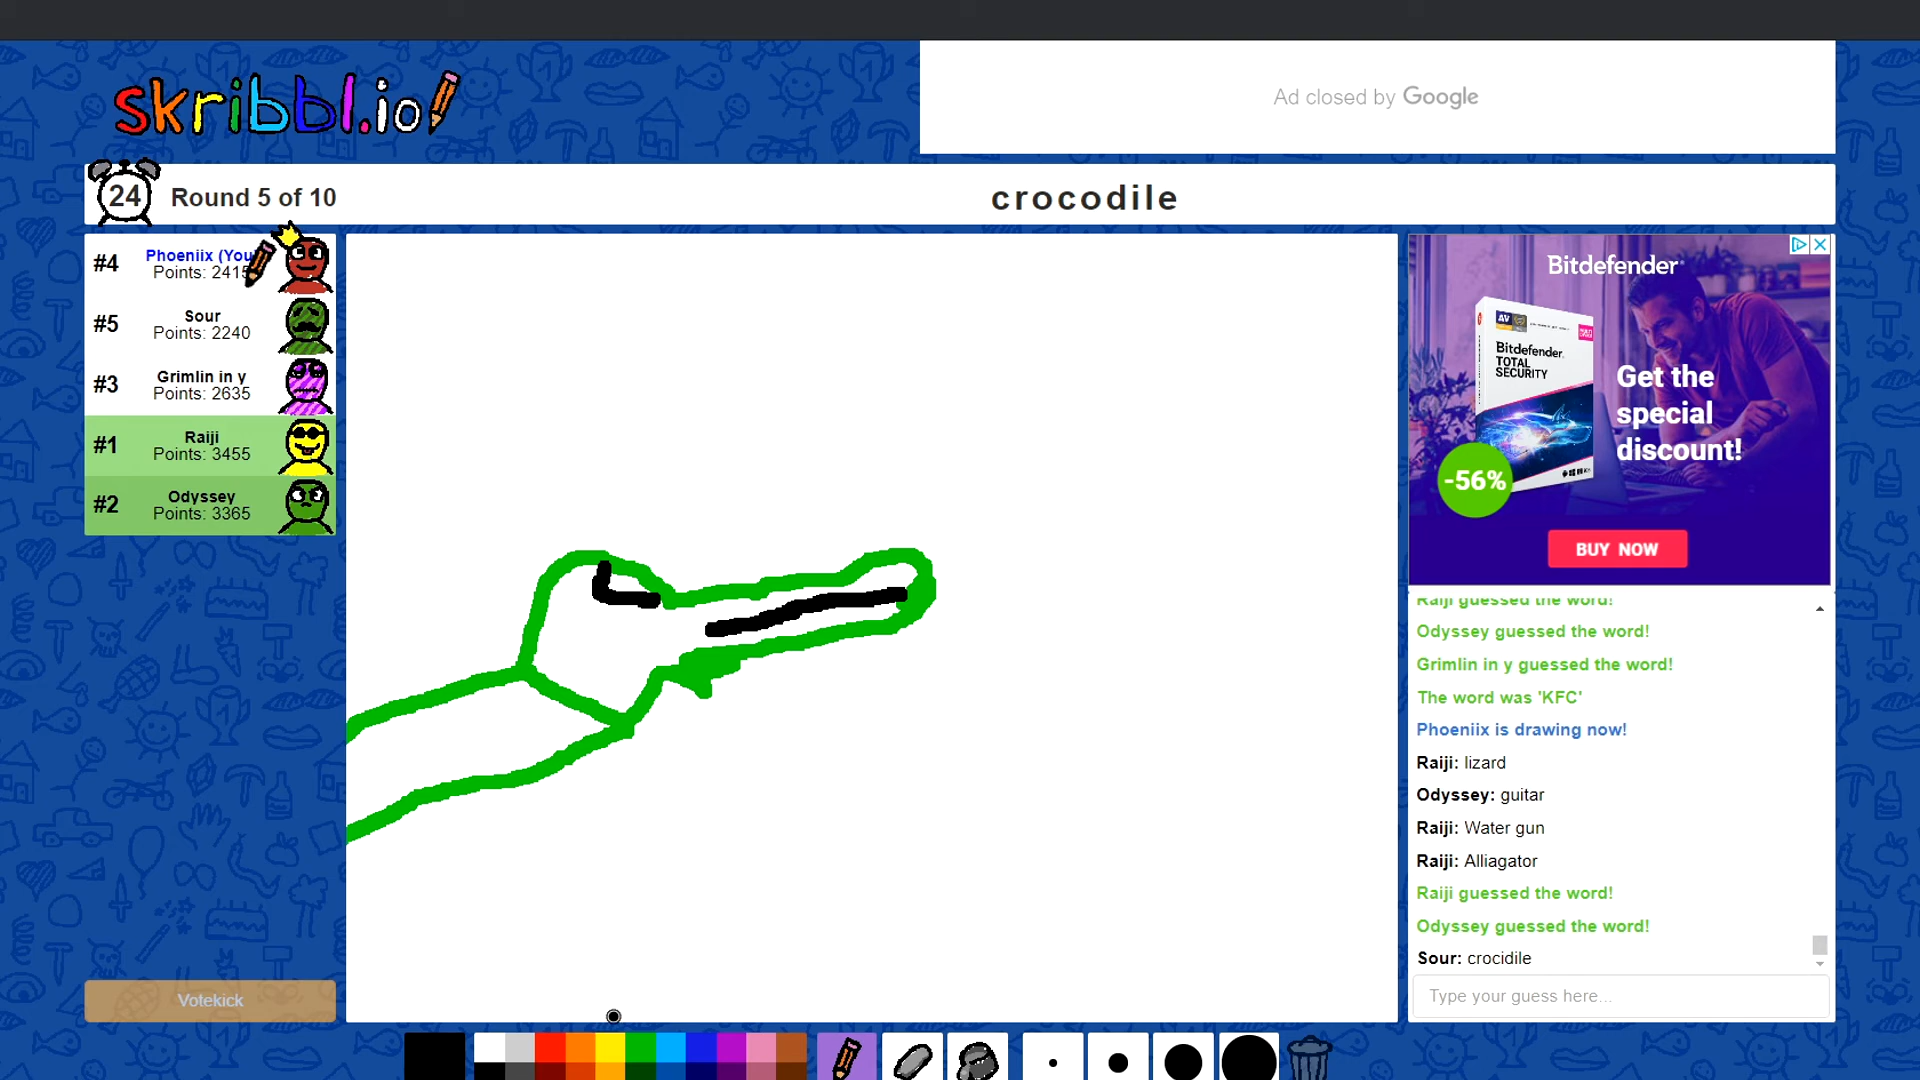 skribbl.io
Ad closed by Google
24
Round 5 of 10
crocodile
#4
Phoeniix (You
Points: 2415
#5
Sour
Points: 2240
#3
Grimlin in y
Points: 2635
#1
Raiji
Points: 3455
#2
Odyssey
Points: 3365
Votekick
Bitdefender
Bitdefender
TOTAL
SECURITY
Get the
special
discount!
-56%
BUY NOW
Raiji guessed the word!
Odyssey guessed the word!
Grimlin in y guessed the word!
The word was 'KFC'
Phoeniix is drawing now!
Raiji: lizard
Odyssey: guitar
Raiji: Water gun
Raiji: Alliagator
Raiji guessed the word!
Odyssey guessed the word!
Sour: crocidile
Type your guess here...